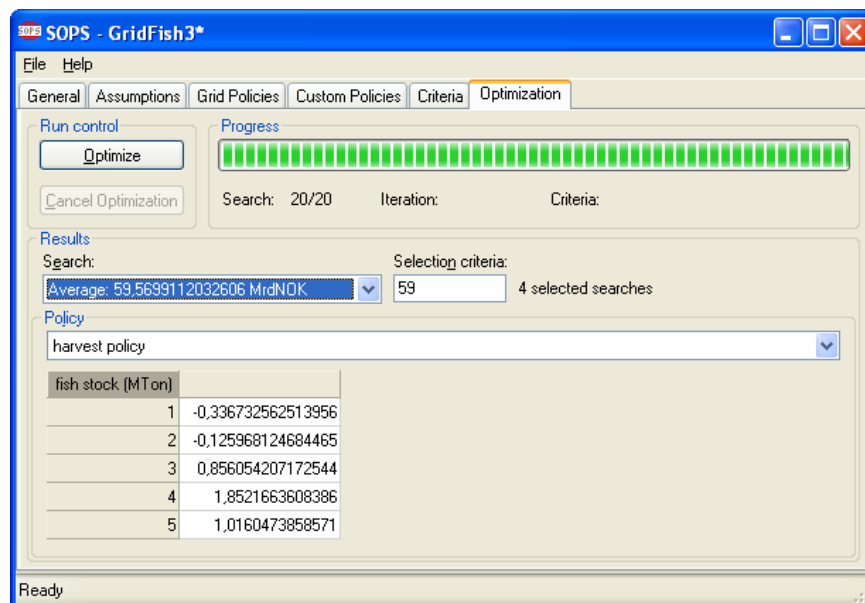 SOPS SOPS - GridFish3*
File Help
General Assumptions Grid Policies Custom Policies Criteria Optimization
Run control Progress
Optimize
Cancel Optimization Search: 20/20 Iteration: Criteria:
Results
Search: Selection criteria:
Average: 59,5699112032606 MrdNOK 59 4 selected searches
Policy
harvest policy
fish stock (MTon)
1 -0,336732562513956
2 -0,125968124684465
3 0,856054207172544
4 1,8521663608386
5 1,0160473858571
Ready